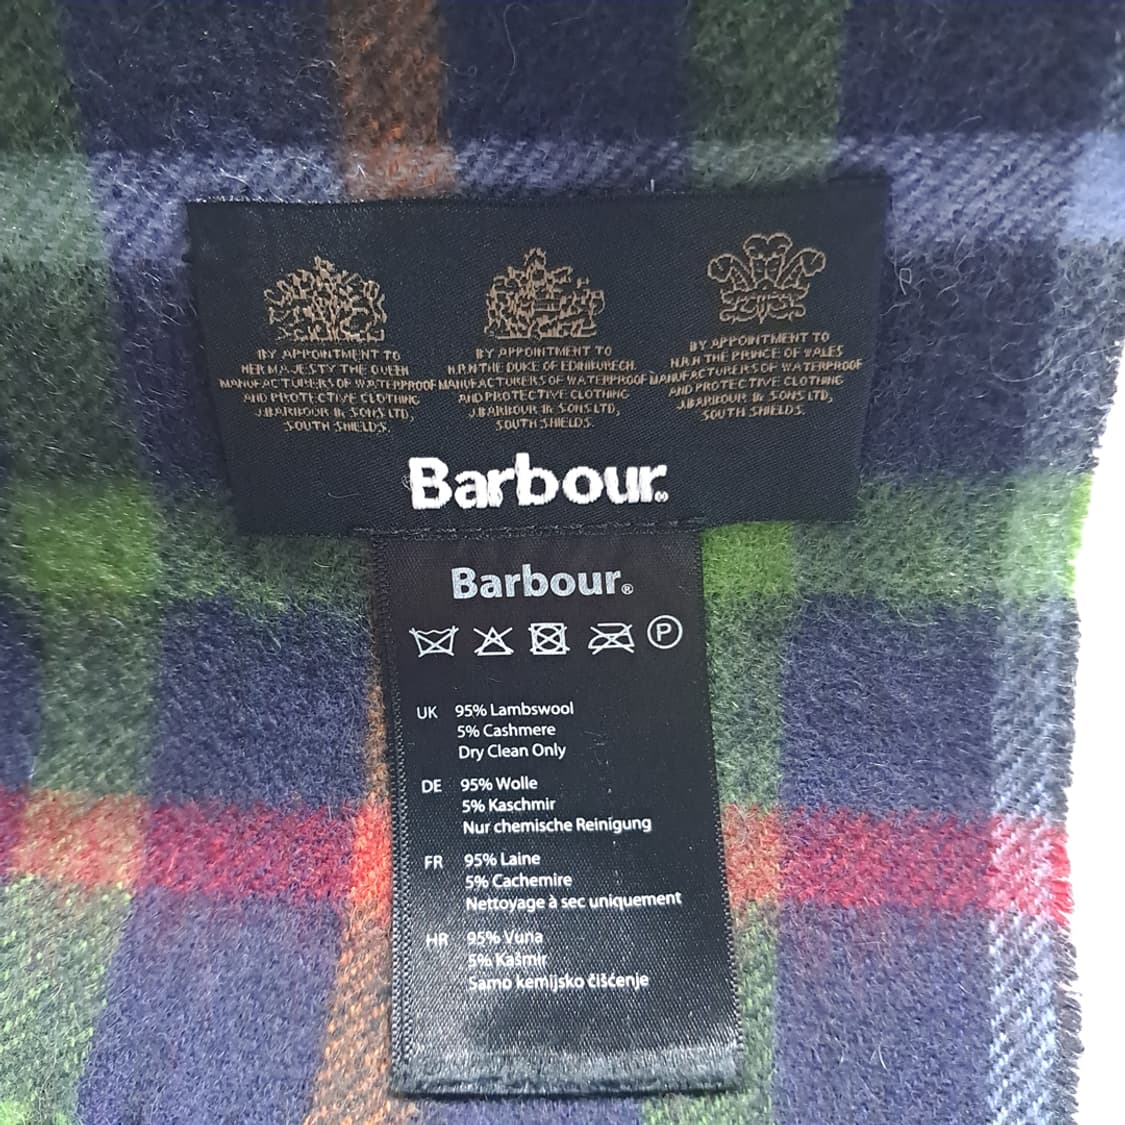 BY APPOINTMENT TO
HER MAJESTY THE QUEEN
MANUFACTURERS OF WATERPROOF
AND PROTECTIVE CLOTHING
J.BARBOUR & SONS LTD,
SOUTH SHIELDS.
BY APPOINTMENT TO
H.R.H THE DUKE OF EDINBURGH
MANUFACTURERS OF WATERPROOF
AND PROTECTIVE CLOTHING
J.BARBOUR & SONS LTD,
SOUTH SHIELDS.
BY APPOINTMENT TO
H.R.H THE PRINCE OF WALES
MANUFACTURERS OF WATERPROOF
AND PROTECTIVE CLOTHING
J.BARBOUR & SONS LTD,
SOUTH SHIELDS.
Barbour®
Barbour®
P
UK 95% Lambswool
5% Cashmere
Dry Clean Only
DE 95% Wolle
5% Kaschmir
Nur chemische Reinigung
FR 95% Laine
5% Cachemire
Nettoyage à sec uniquement
HR 95% Vuna
5% Kašmir
Samo kemijsko čišćenje